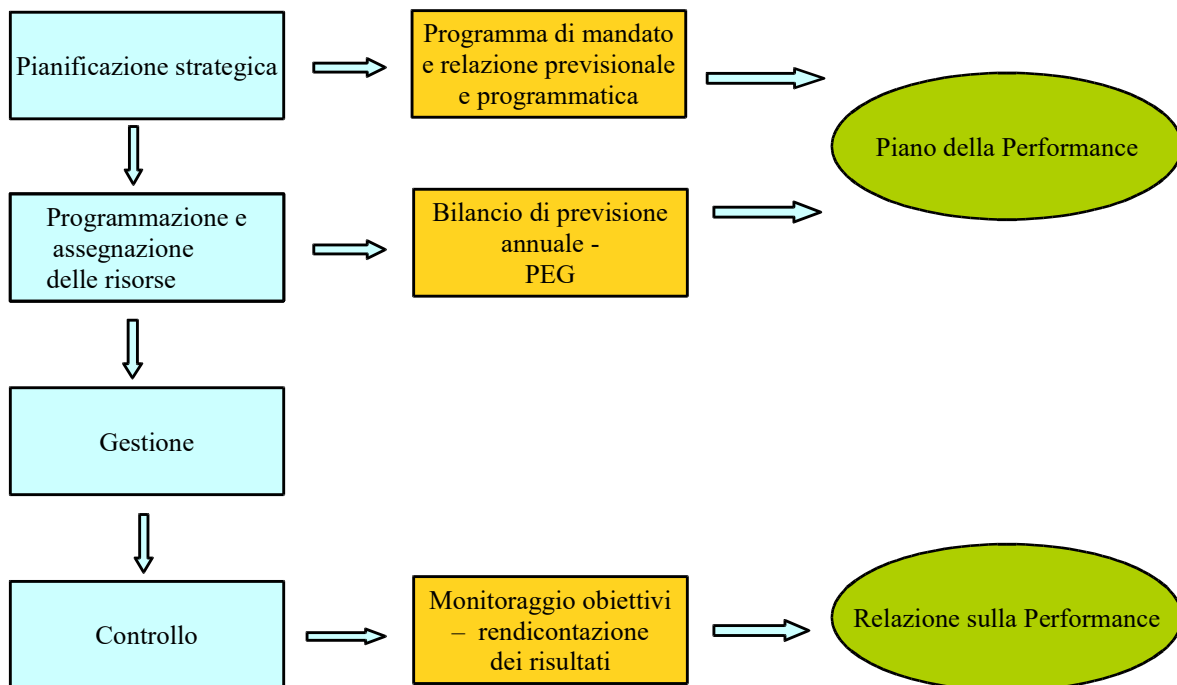 Pianificazione strategica
Programma di mandato
e relazione previsionale
e programmatica
Piano della Performance
Programmazione e
assegnazione
delle risorse
Bilancio di previsione
annuale -
PEG
Gestione
Controllo
Monitoraggio obiettivi
– rendicontazione
dei risultati
Relazione sulla Performance